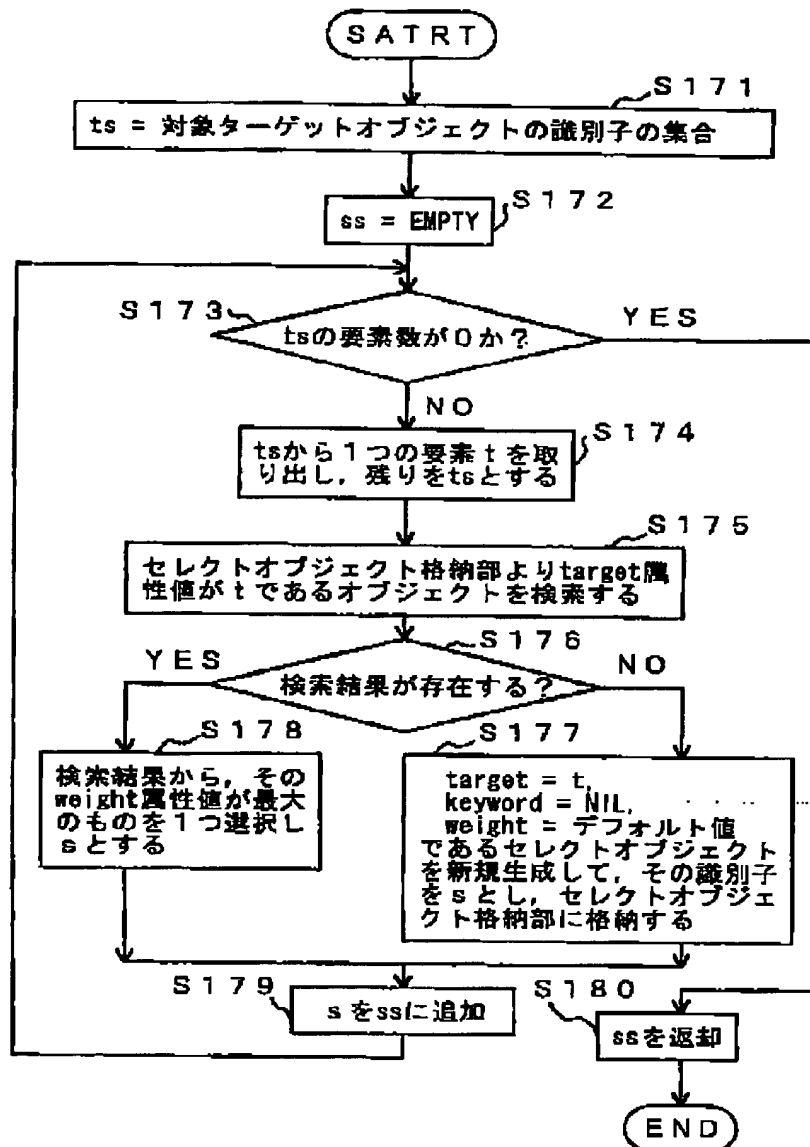 SATRT
S171
ts = 対象ターゲットオブジェクトの識別子の集合
S172
ss = EMPTY
S173
tsの要素数が0か?
YES
NO
S174
tsから1つの要素tを取
り出し,残りをtsとする
S175
セレクトオブジェクト格納部よりtarget属
性値がtであるオブジェクトを検索する
S176
YES
検索結果が存在する?
NO
S178
検索結果から,その
weight属性値が最大
のものを1つ選択し
sとする
S177
target = t,
keyword = NIL,
weight = デフォルト値
であるセレクトオブジェクト
を新規生成して,その識別子
をsとし,セレクトオブジェ
クト格納部に格納する
S179
sをssに追加
S180
ssを返却
END